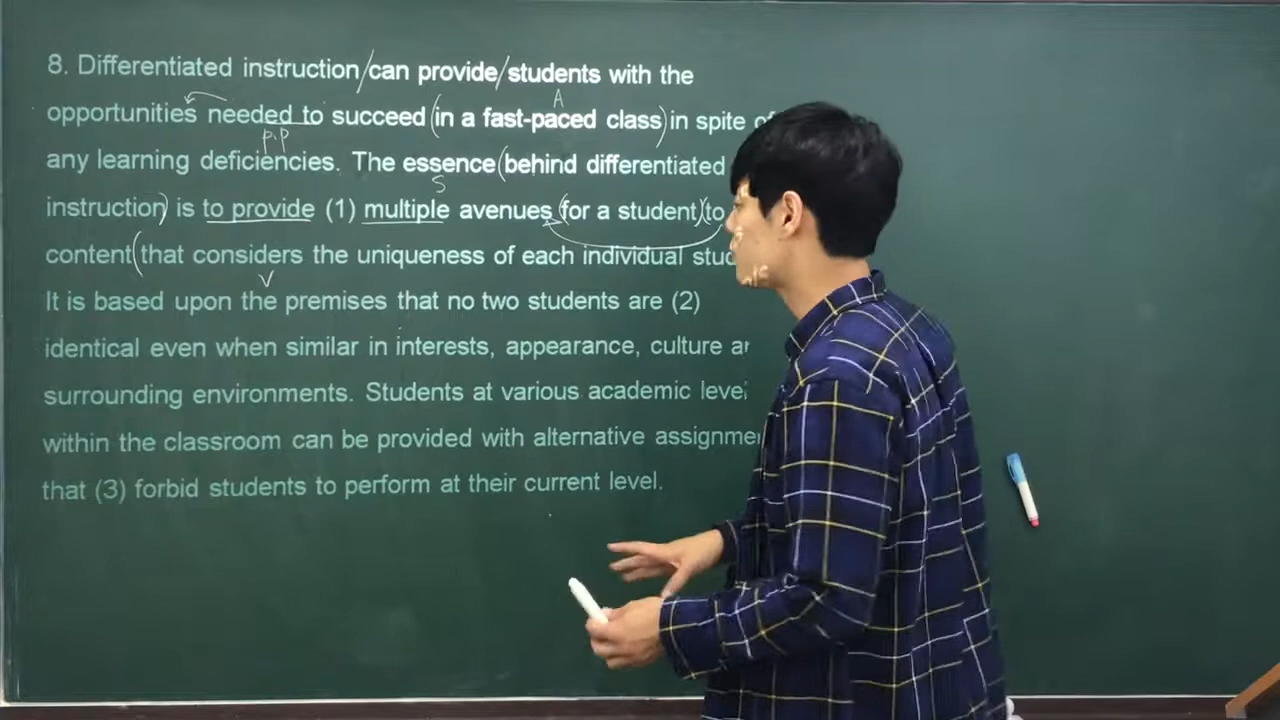 8. Differentiated instruction/can provide/students with the
A
opportunities needed to succeed (in a fast-paced class) in spite of
p.p
any learning deficiencies. The essence (behind differentiated
S
instruction) is to provide (1) multiple avenues (for a student) (to
content (that considers the uniqueness of each individual
V
It is based upon the premises that no two students are (2)
identical even when similar in interests, appearance, culture
surrounding environments. Students at various academic
within the classroom can be provided with alternative
that (3) forbid students to perform at their current level.